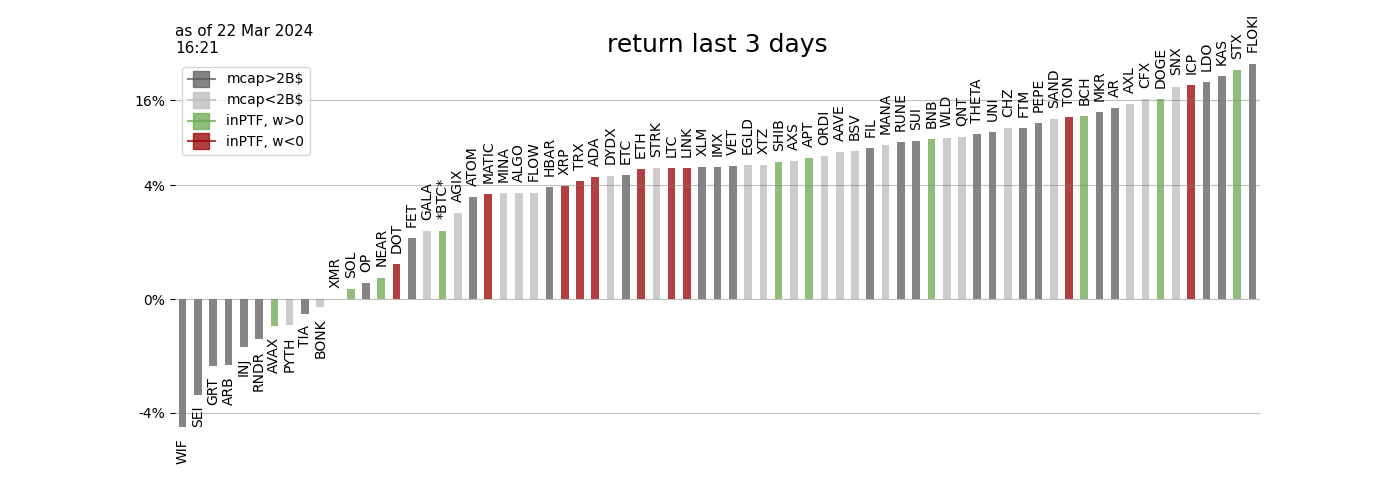 as of 22 Mar 2024
16:21
return last 3 days
mcap>2B$
mcap<2B$
inPTF, w>0
inPTF, w<0
16%
4%
0%
-4%
WIF
SEI
GRT
ARB
INJ
RNDR
AVAX
PYTH
TIA
BONK
XMR
SOL
OP
NEAR
DOT
FET
GALA
*BTC*
AGIX
ATOM
MATIC
MINA
ALGO
FLOW
HBAR
XRP
TRX
ADA
DYDX
ETC
ETH
STRK
LTC
LINK
XLM
IMX
VET
EGLD
XTZ
SHIB
AXS
APT
ORDI
AAVE
BSV
FIL
MANA
RUNE
SUI
BNB
WLD
QNT
THETA
UNI
CHZ
FTM
PEPE
SAND
TON
BCH
MKR
AR
AXL
CFX
DOGE
SNX
ICP
LDO
KAS
STX
FLOKI